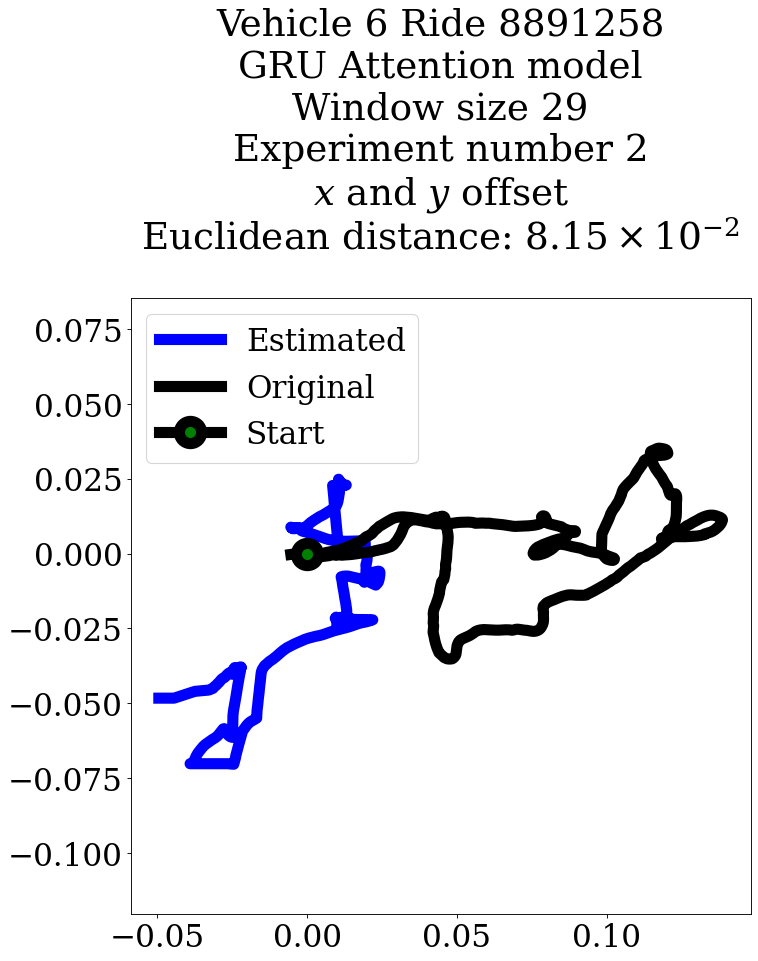 Vehicle 6 Ride 8891258
GRU Attention model
Window size 29
Experiment number 2
x and y offset
Euclidean distance: 8.15 × 10⁻²
Estimated
Original
Start
0.075
0.050
0.025
0.000
−0.025
−0.050
−0.075
−0.100
−0.05 0.00 0.05 0.10